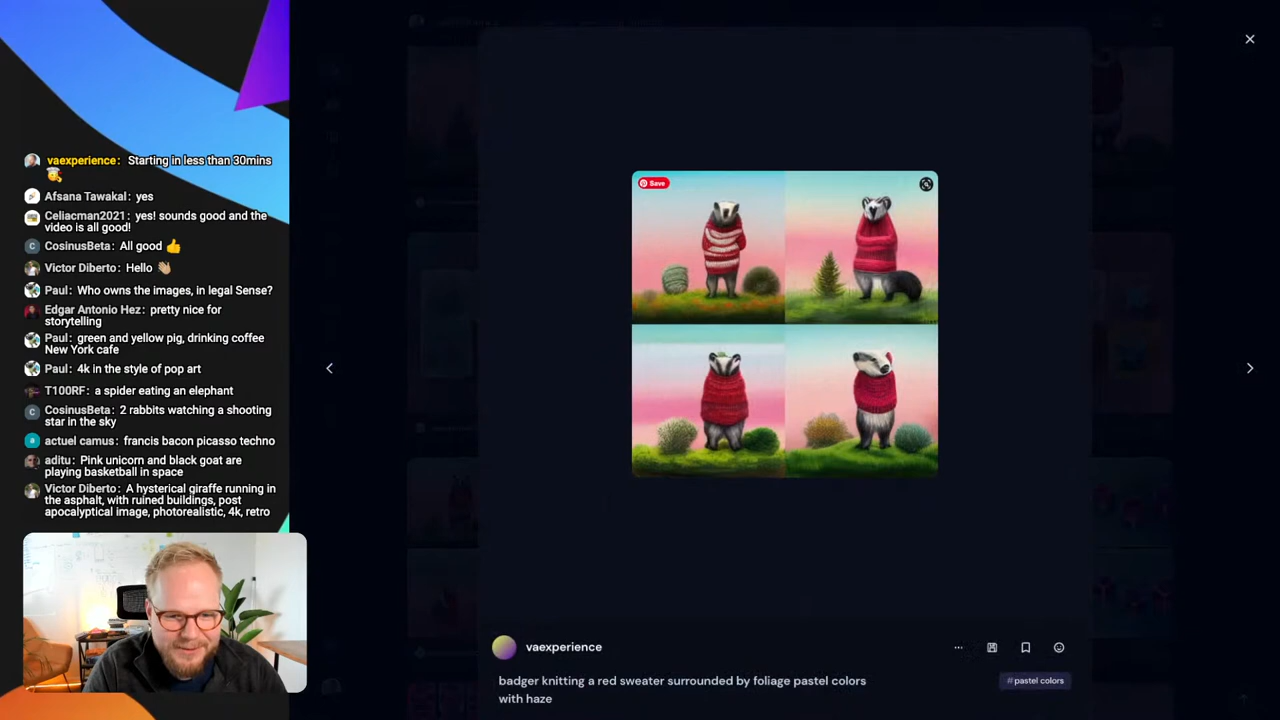 vaexperience: Starting in less than 30mins
Afsana Tawakal: yes
Celiacman2021: yes! sounds good and the
video is all good!
C
CosinusBeta: All good
Victor Diberto: Hello
Paul: Who owns the images, in legal Sense?
Edgar Antonio Hez: pretty nice for
storytelling
Paul: green and yellow pig, drinking coffee
New York cafe
Paul: 4k in the style of pop art
T100RF: a spider eating an elephant
C
CosinusBeta: 2 rabbits watching a shooting
star in the sky
a
actuel camus: francis bacon picasso techno
aditu: Pink unicorn and black goat are
playing basketball in space
Victor Diberto: A hysterical giraffe running in
the asphalt, with ruined buildings, post
apocalyptical image, photorealistic, 4k, retro
Save
vaexperience
badger knitting a red sweater surrounded by foliage pastel colors
with haze
#pastel colors